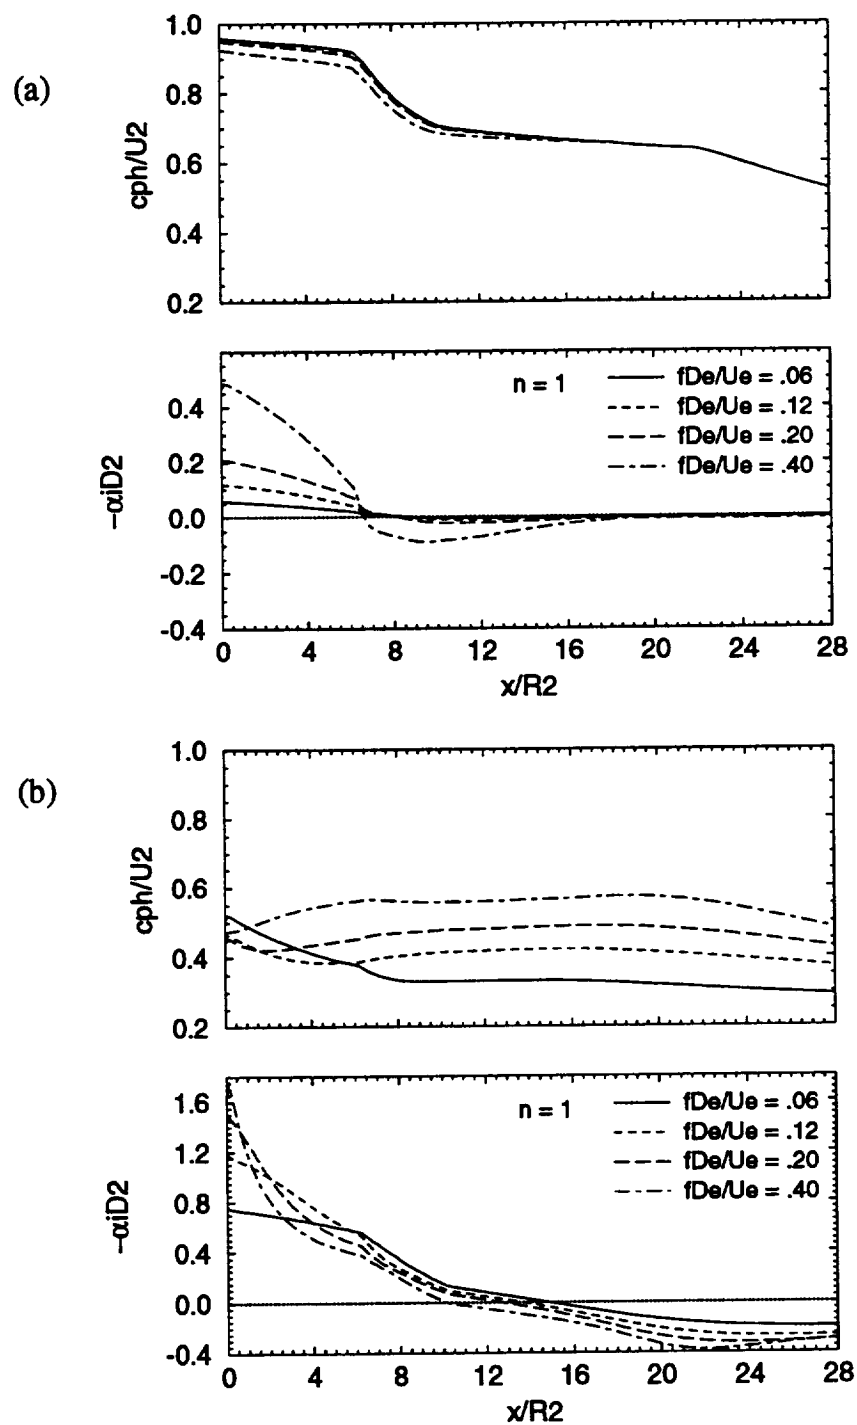 (a)
cph/U2
1.0
0.8
0.6
0.4
0.2
–αiD2
0.4
0.2
0.0
-0.2
-0.4
n = 1
fDe/Ue = .06
fDe/Ue = .12
fDe/Ue = .20
fDe/Ue = .40
0 4 8 12 16 20 24 28
x/R2
(b)
cph/U2
1.0
0.8
0.6
0.4
0.2
–αiD2
1.6
1.2
0.8
0.4
0.0
-0.4
n = 1
fDe/Ue = .06
fDe/Ue = .12
fDe/Ue = .20
fDe/Ue = .40
0 4 8 12 16 20 24 28
x/R2